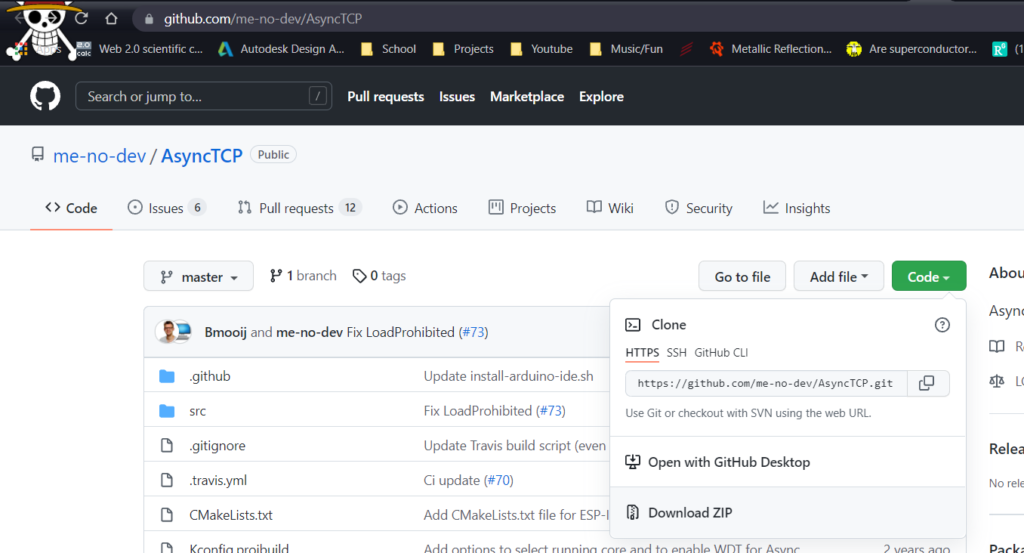 github.com/me-no-dev/AsyncTCP
2.0 calc Web 2.0 scientific c... Autodesk Design A... School Projects Youtube Music/Fun Metallic Reflection... Are superconductor... R⁶ (1
Search or jump to... / Pull requests Issues Marketplace Explore
me-no-dev / AsyncTCP Public
Code Issues 6 Pull requests 12 Actions Projects Wiki Security Insights
master 1 branch 0 tags Go to file Add file Code
Abou
Bmooij and me-no-dev Fix LoadProhibited (#73)
Async
Clone
HTTPS SSH GitHub CLI
https://github.com/me-no-dev/AsyncTCP.git
Use Git or checkout with SVN using the web URL.
Open with GitHub Desktop
Download ZIP
.github Update install-arduino-ide.sh
src Fix LoadProhibited (#73)
.gitignore Update Travis build script (even
.travis.yml Ci update (#70)
CMakeLists.txt Add CMakeLists.txt file for ESP-I
Kconfig.projbuild Add options to select running core and to enable WDT for Async 2 years ago
Relea
No rele
Packa